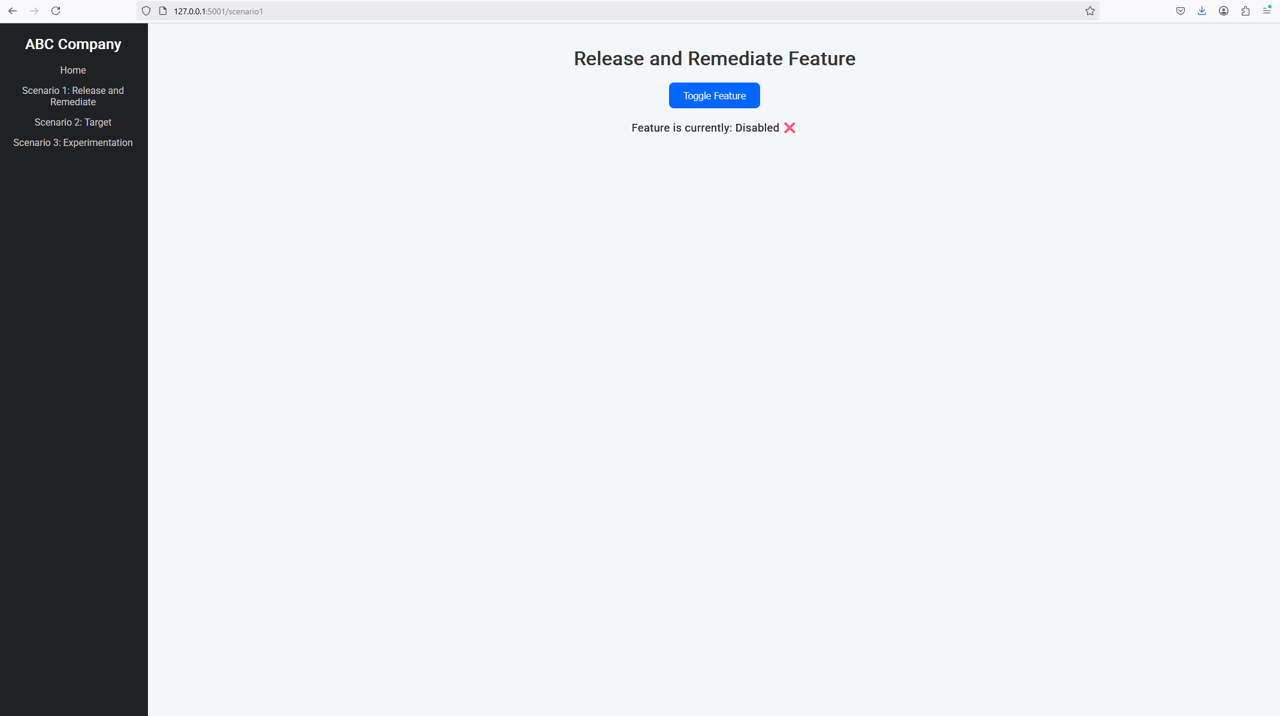 127.0.0.1:5001/scenario1
ABC Company
Home
Scenario 1: Release and
Remediate
Scenario 2: Target
Scenario 3: Experimentation
Release and Remediate Feature
Toggle Feature
Feature is currently: Disabled ❌